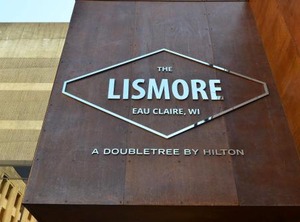 THE
LISMORE
EAU CLAIRE, WI
A DOUBLETREE BY HILTON